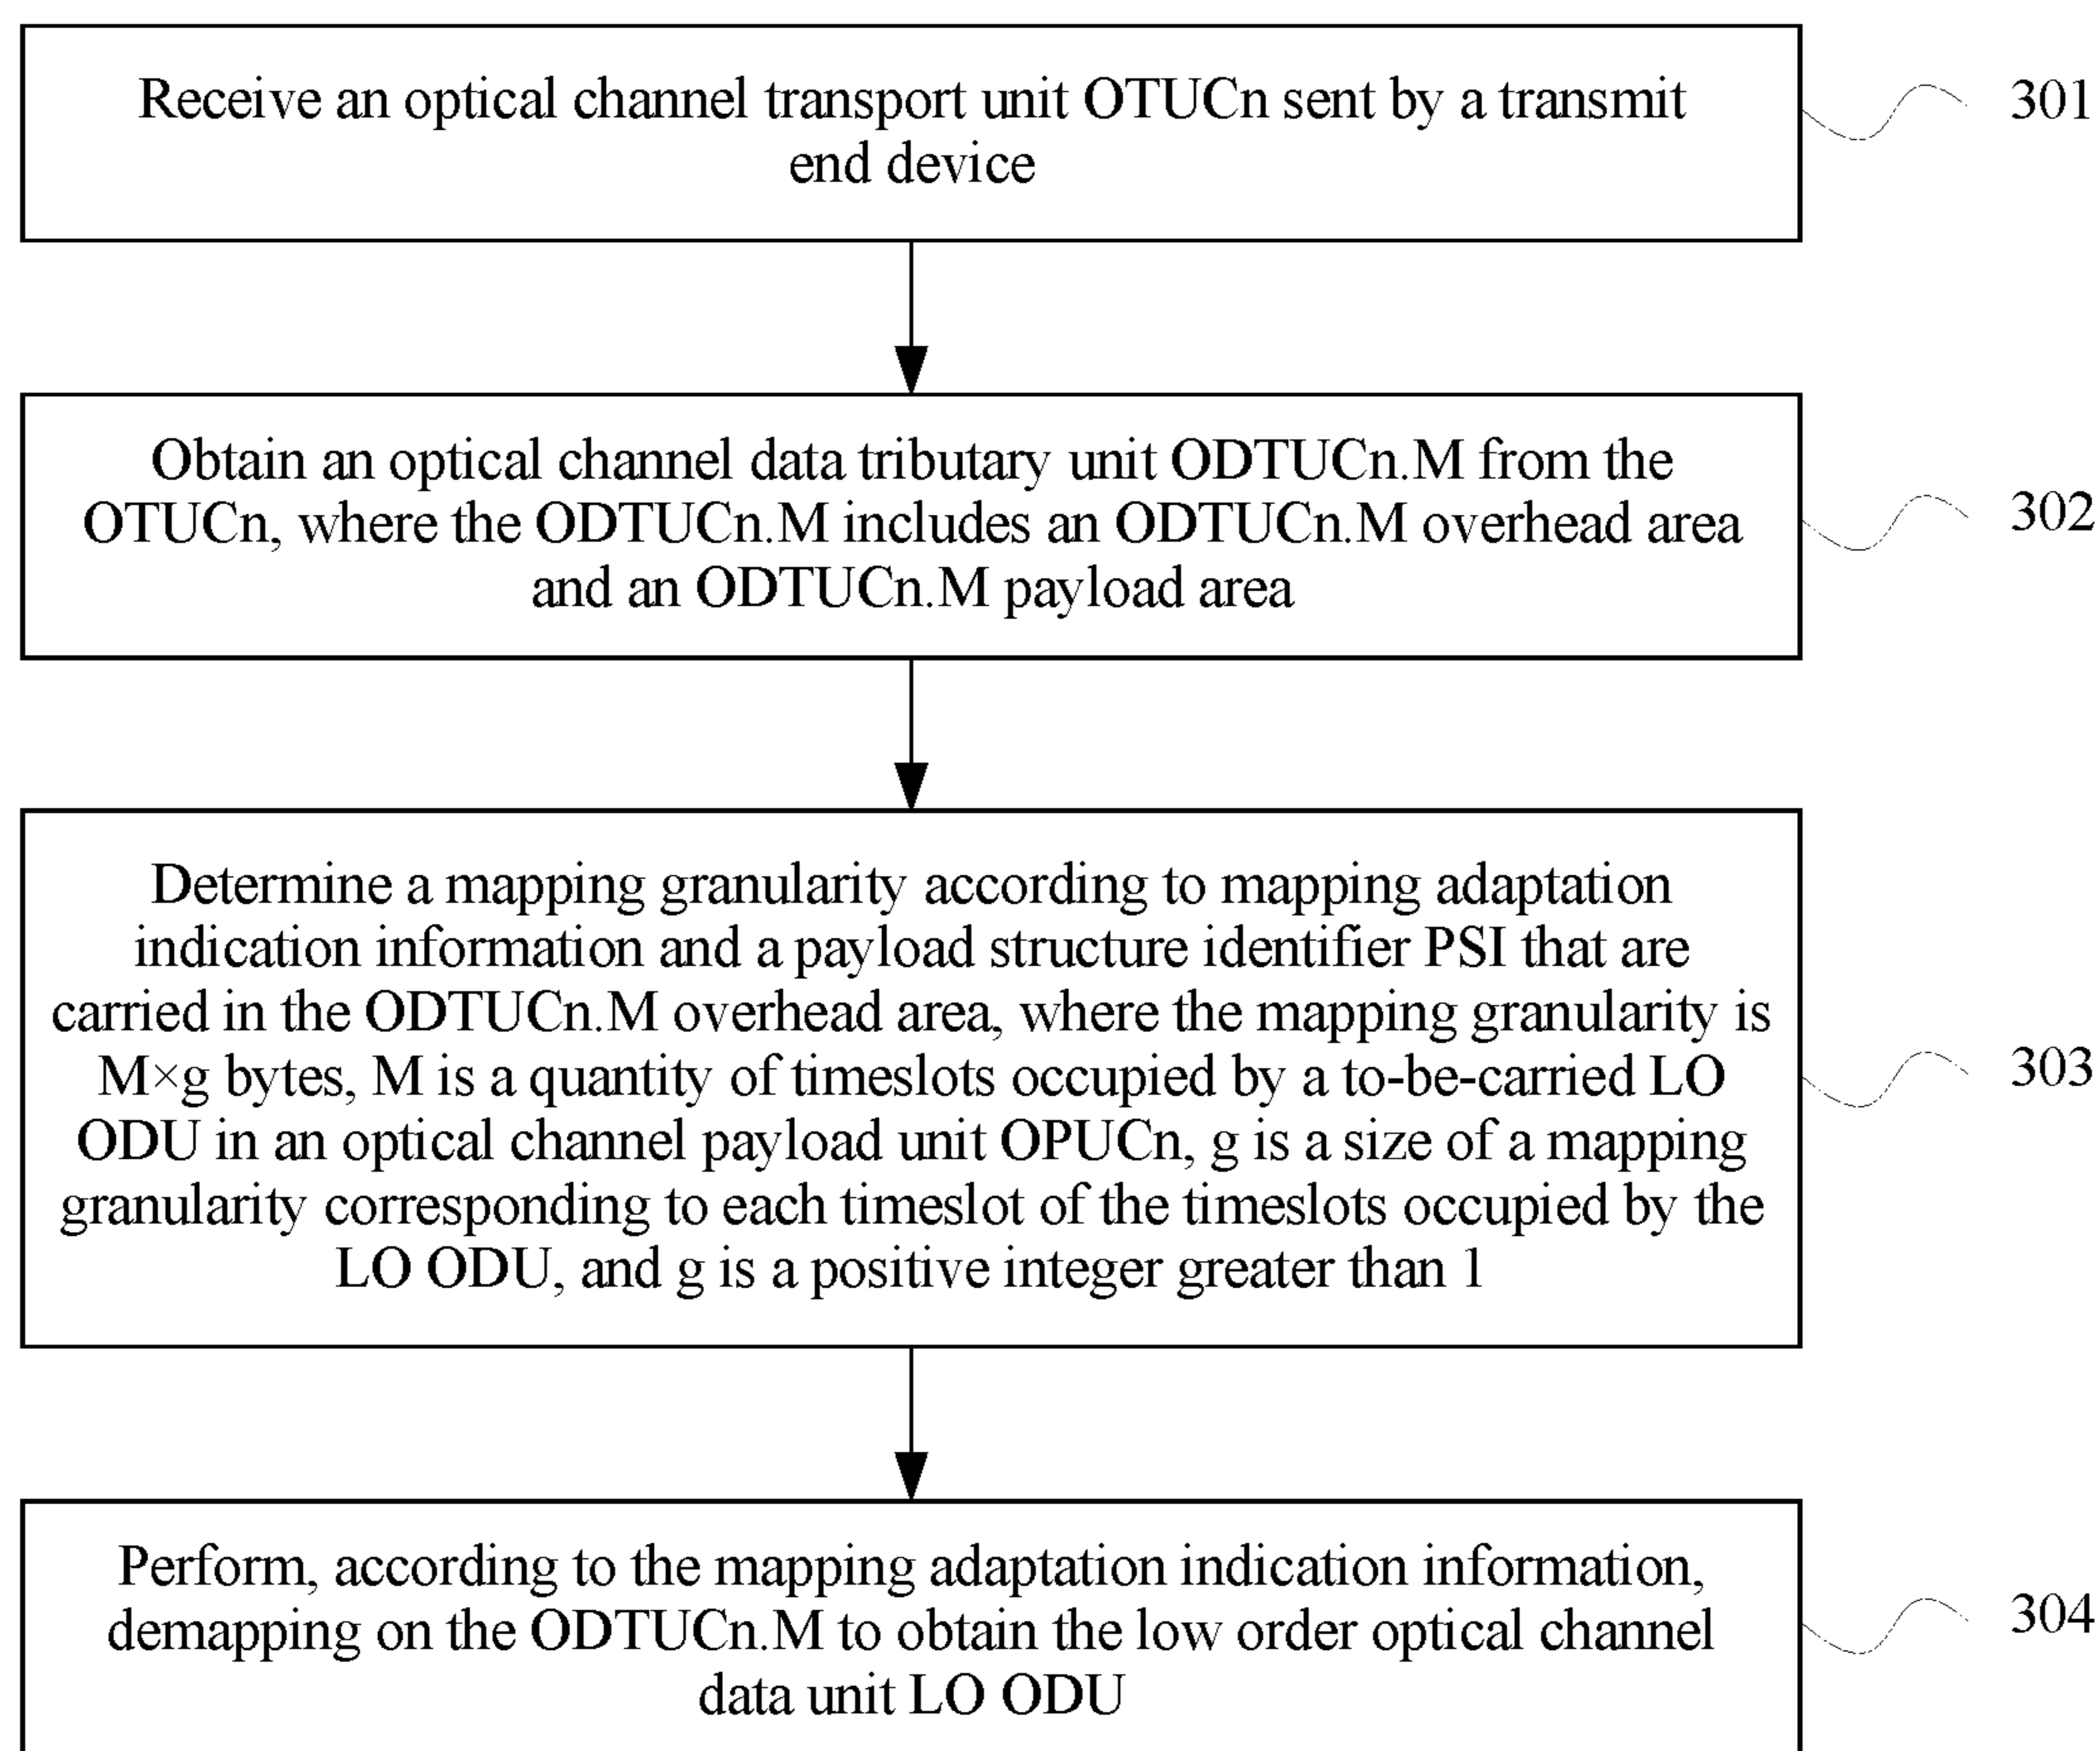 Receive an optical channel transport unit OTUCn sent by a transmit
end device
301
Obtain an optical channel data tributary unit ODTUCn.M from the
OTUCn, where the ODTUCn.M includes an ODTUCn.M overhead area
and an ODTUCn.M payload area
302
Determine a mapping granularity according to mapping adaptation
indication information and a payload structure identifier PSI that are
carried in the ODTUCn.M overhead area, where the mapping granularity is
M×g bytes, M is a quantity of timeslots occupied by a to-be-carried LO
ODU in an optical channel payload unit OPUCn, g is a size of a mapping
granularity corresponding to each timeslot of the timeslots occupied by the
LO ODU, and g is a positive integer greater than 1
303
Perform, according to the mapping adaptation indication information,
demapping on the ODTUCn.M to obtain the low order optical channel
data unit LO ODU
304